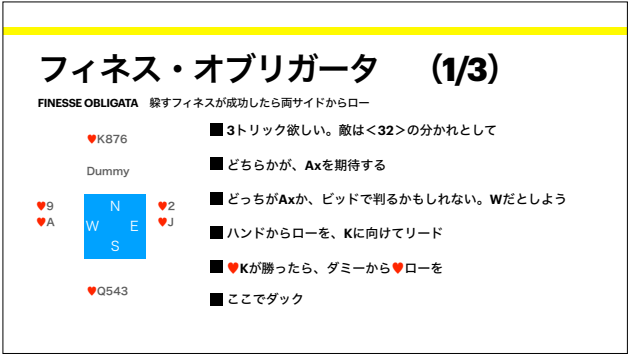 フィネス・オブリガータ （1/3）
FINESSE OBLIGATA 躱すフィネスが成功したら両サイドからロー
♥K876
Dummy
♥9
♥A
N
W E
S
♥2
♥J
♥Q543
■ 3トリック欲しい。敵は＜32＞の分かれとして
■ どちらかが、Axを期待する
■ どっちがAxか、ビッドで判るかもしれない。Wだとしよう
■ ハンドからローを、Kに向けてリード
■ ♥Kが勝ったら、ダミーから♥ローを
■ ここでダック